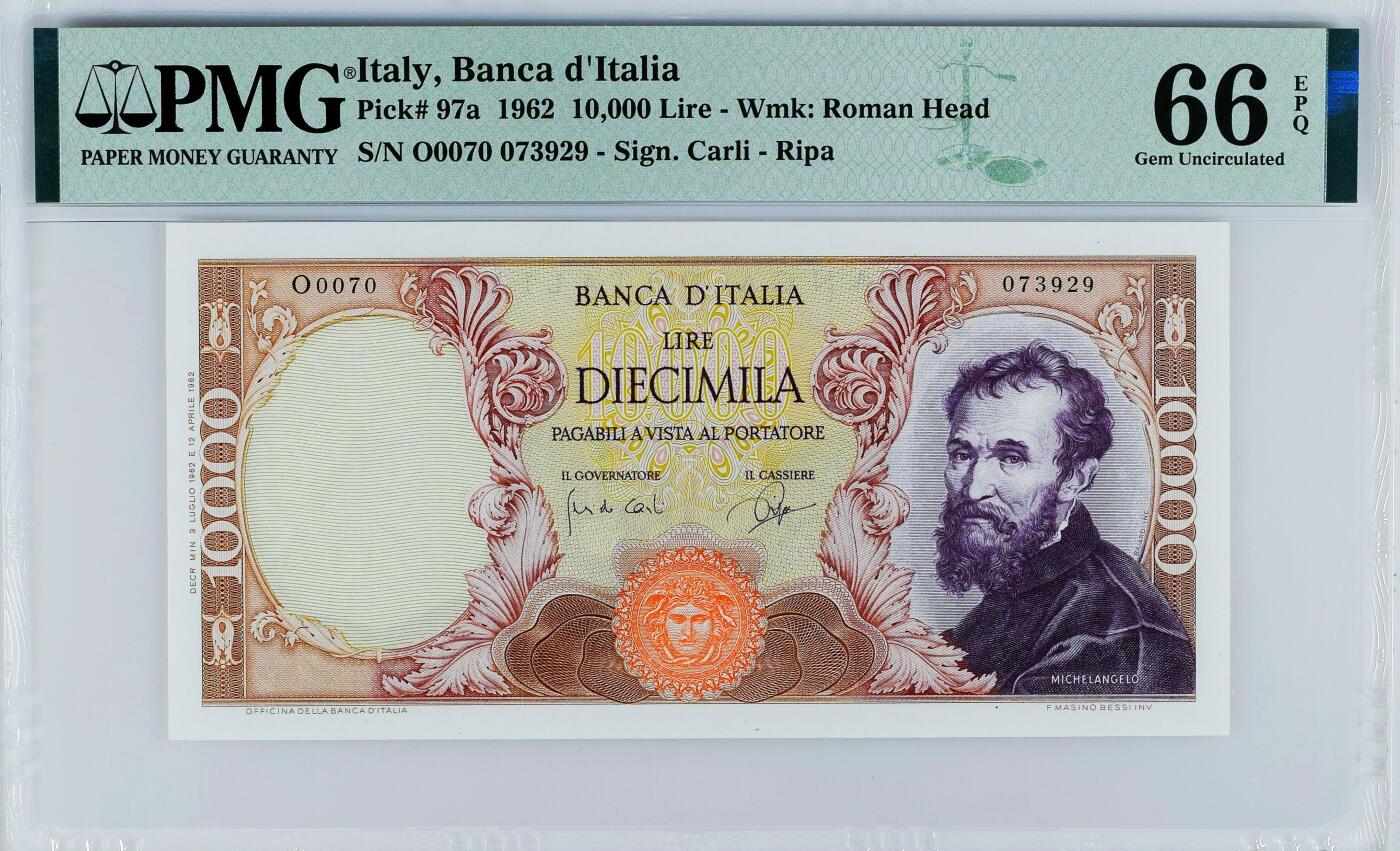 PMG®
PAPER MONEY GUARANTY
Italy, Banca d'Italia
Pick# 97a 1962 10,000 Lire - Wmk: Roman Head
S/N O0070 073929 - Sign. Carli - Ripa
66
EPQ
Gem Uncirculated
O0070
073929
BANCA D'ITALIA
10000
LIRE
DIECIMILA
PAGABILI A VISTA AL PORTATORE
IL GOVERNATORE IL CASSIERE
10000
10000
DECR. MIN. 3 LUGLIO 1962 E 12 APRILE 1962
MICHELANGELO
OFFICINA DELLA BANCA D'ITALIA
F. MASINO BESSI INV.